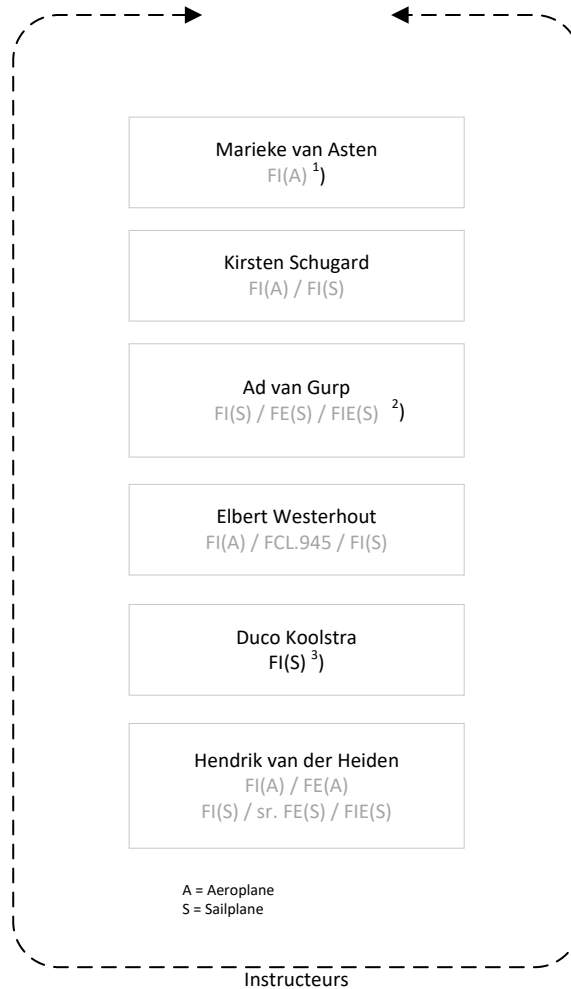 Marieke van Asten
FI(A) 1)
Kirsten Schugard
FI(A) / FI(S)
Ad van Gurp
FI(S) / FE(S) / FIE(S) 2)
Elbert Westerhout
FI(A) / FCL.945 / FI(S)
Duco Koolstra
FI(S) 3)
Hendrik van der Heiden
FI(A) / FE(A)
FI(S) / sr. FE(S) / FIE(S)
A = Aeroplane
S = Sailplane
Instructeurs